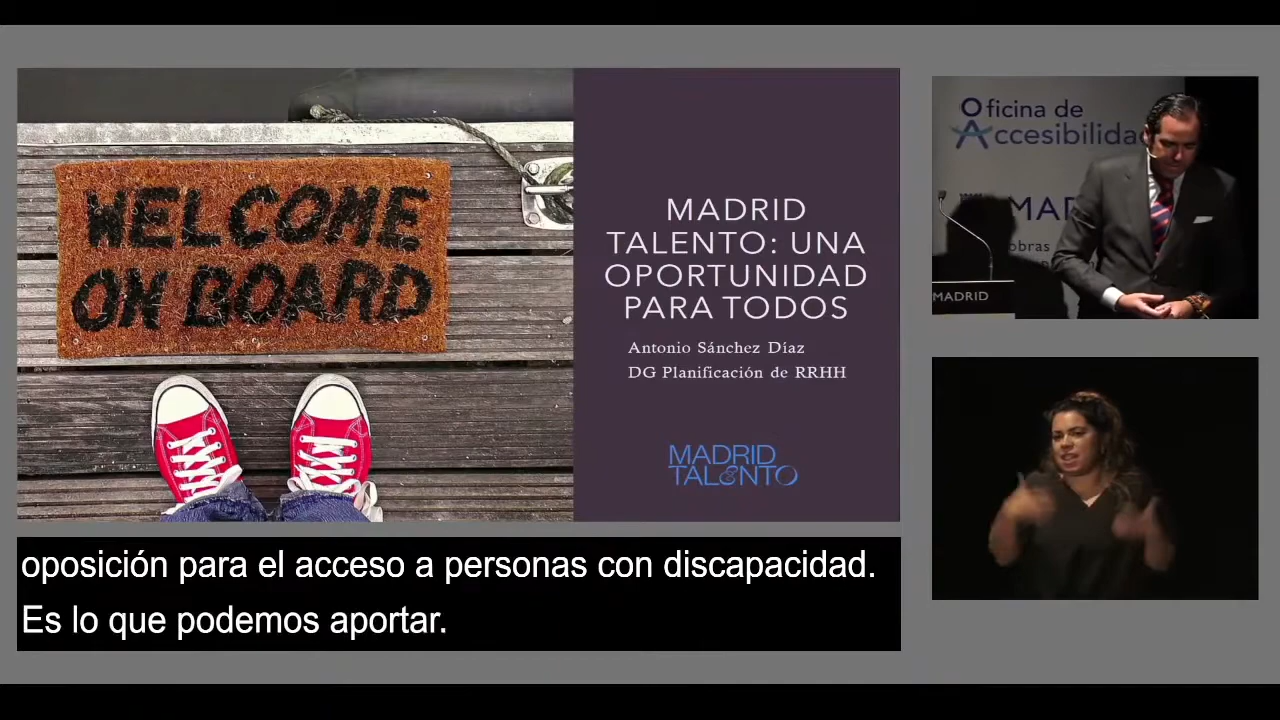 WELCOME
ON BOARD
MADRID
TALENTO: UNA
OPORTUNIDAD
PARA TODOS
Antonio Sánchez Díaz
DG Planificación de RRHH
MADRID
TALENTO
Oficina de
Accesibilida
MAD
obras
MADRID
oposición para el acceso a personas con discapacidad.
Es lo que podemos aportar.